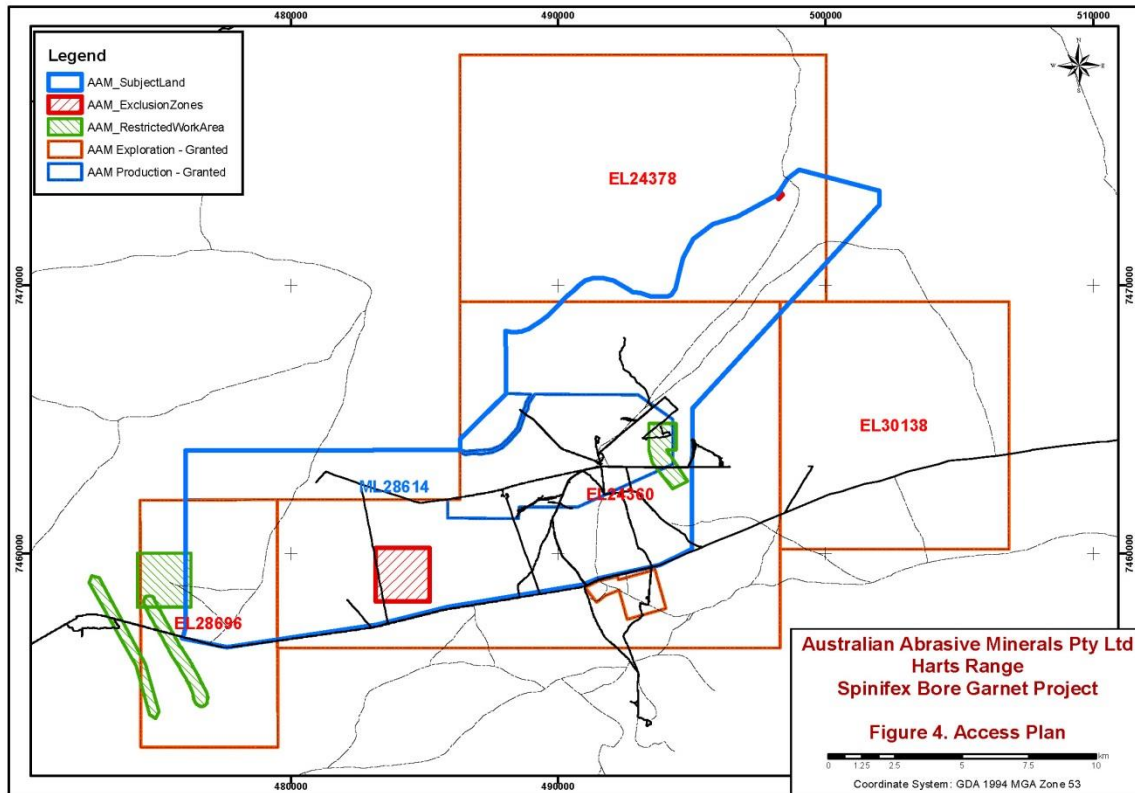 480000
490000
500000
510000
Legend
AAM_SubjectLand
AAM_ExclusionZones
AAM_RestrictedWorkArea
AAM Exploration - Granted
AAM Production - Granted
N
W
E
S
EL24378
7470000
7470000
EL30138
ML28614
EL24360
7460000
7460000
EL28696
Australian Abrasive Minerals Pty Ltd
Harts Range
Spinifex Bore Garnet Project
Figure 4. Access Plan
km
0 1.25 2.5 5 7.5 10
Coordinate System: GDA 1994 MGA Zone 53
480000
490000